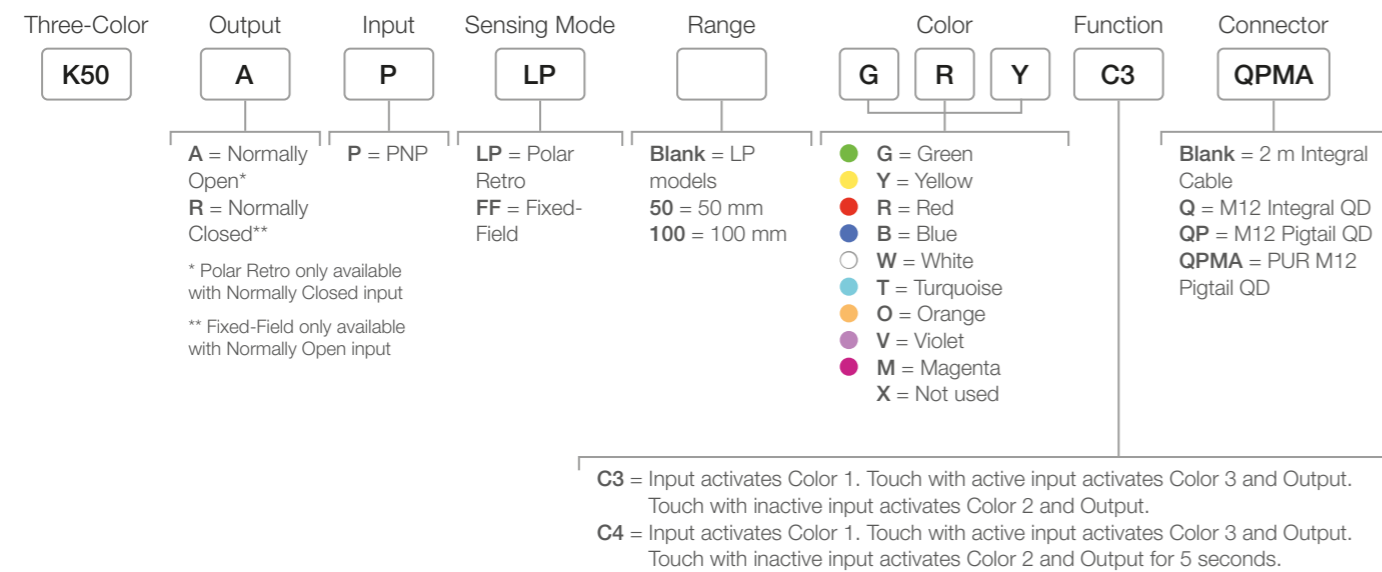 Three-Color Output Input Sensing Mode Range Color Function Connector
K50 A P LP G R Y C3 QPMA
A = Normally
Open*
R = Normally
Closed**
* Polar Retro only available
with Normally Closed input
** Fixed-Field only available
with Normally Open input
P = PNP
LP = Polar
Retro
FF = Fixed-
Field
Blank = LP
models
50 = 50 mm
100 = 100 mm
G = Green
Y = Yellow
R = Red
B = Blue
W = White
T = Turquoise
O = Orange
V = Violet
M = Magenta
X = Not used
Blank = 2 m Integral
Cable
Q = M12 Integral QD
QP = M12 Pigtail QD
QPMA = PUR M12
Pigtail QD
C3 = Input activates Color 1. Touch with active input activates Color 3 and Output.
Touch with inactive input activates Color 2 and Output.
C4 = Input activates Color 1. Touch with active input activates Color 3 and Output.
Touch with inactive input activates Color 2 and Output for 5 seconds.